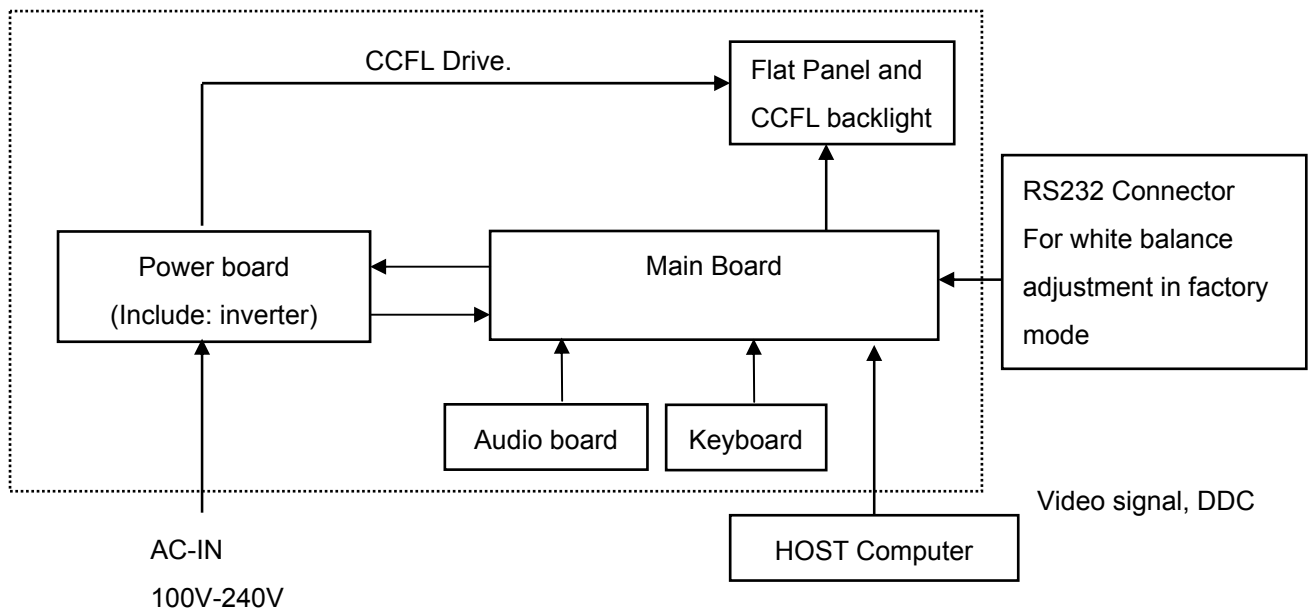 CCFL Drive.
Flat Panel and
CCFL backlight
RS232 Connector
For white balance
adjustment in factory
mode
Power board
(Include: inverter)
Main Board
Audio board
Keyboard
Video signal, DDC
HOST Computer
AC-IN
100V-240V